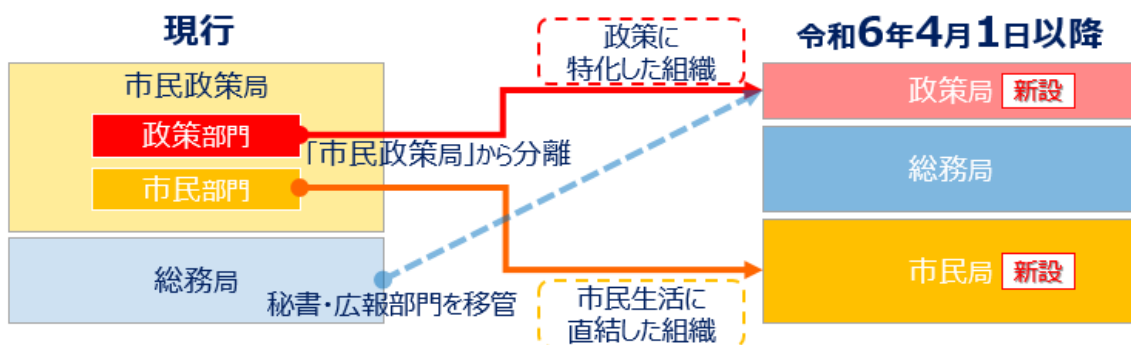 現行
市民政策局
政策部門
市民部門
総務局
「市民政策局」から分離
秘書・広報部門を移管
政策に
特化した組織
市民生活に
直結した組織
令和6年4月1日以降
政策局 新設
総務局
市民局 新設